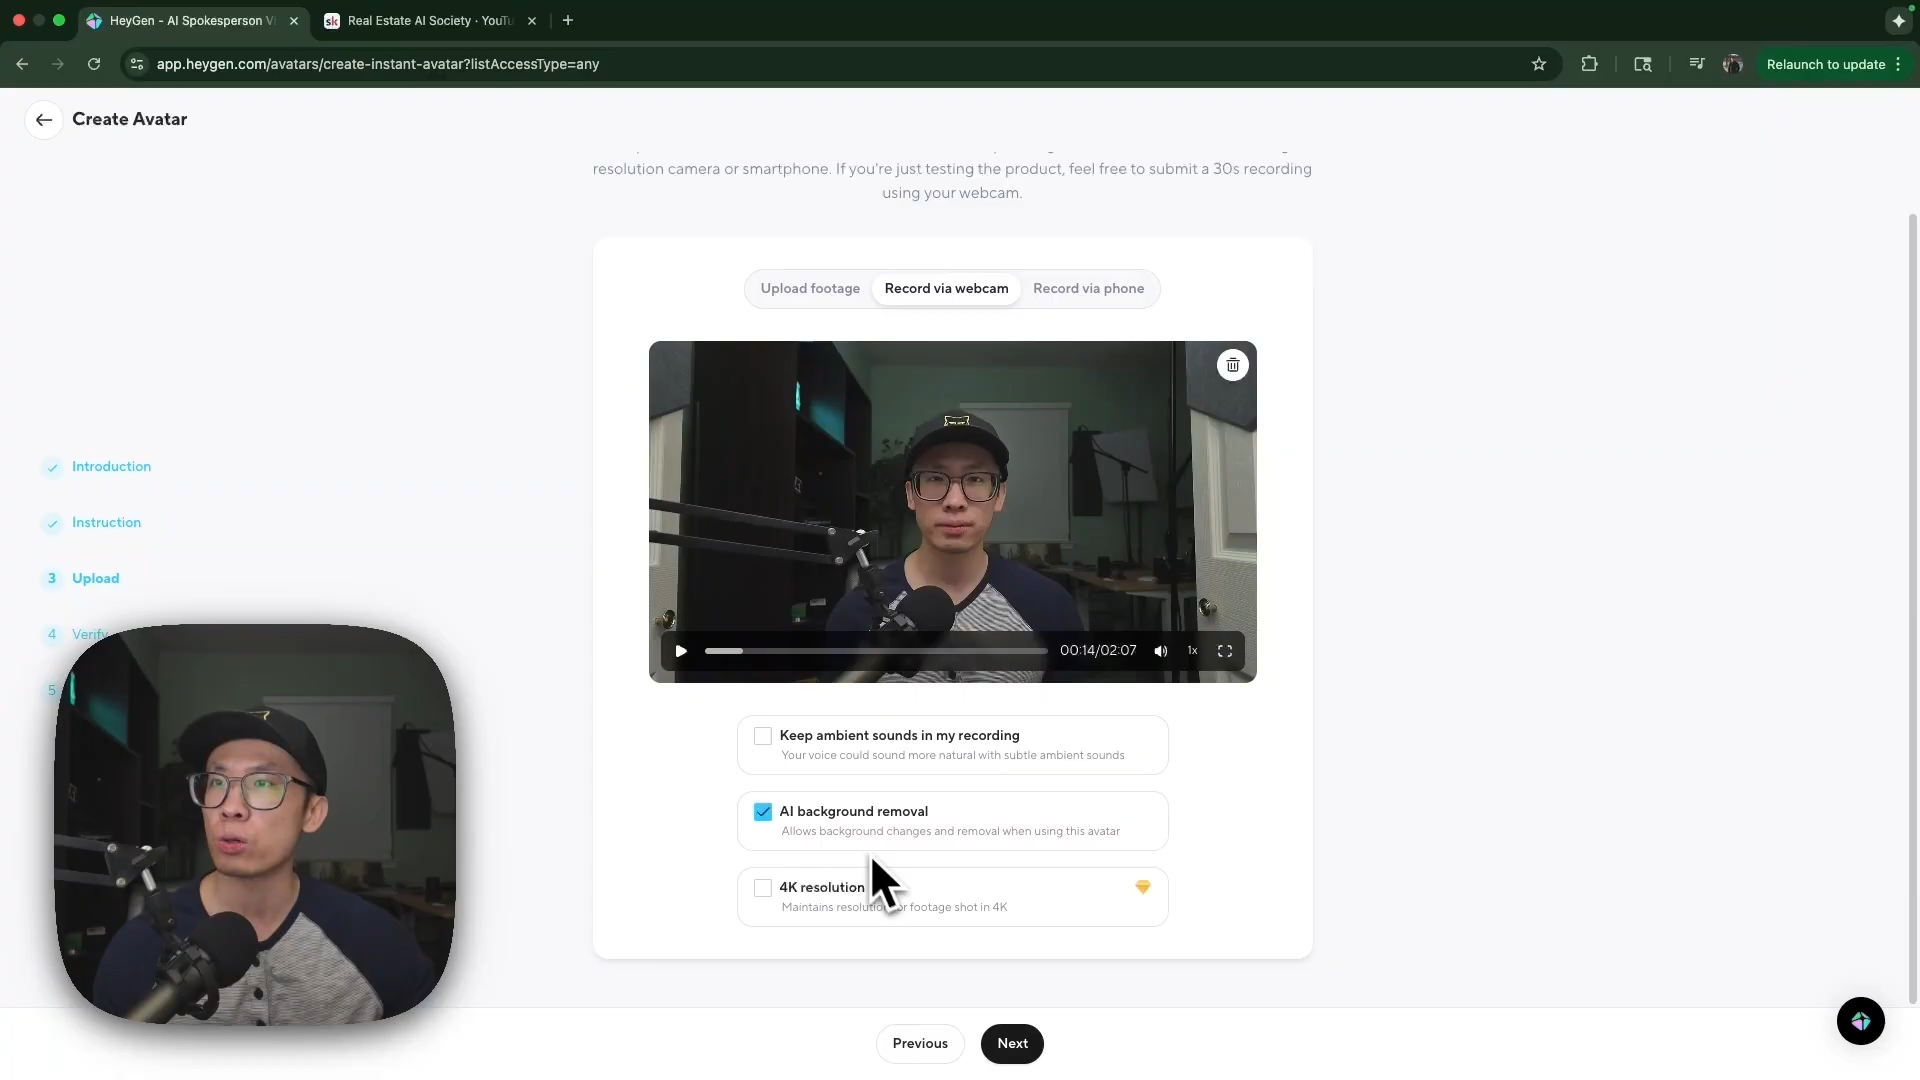 HeyGen - AI Spokesperson Vi
Real Estate AI Society · YouTu
app.heygen.com/avatars/create-instant-avatar?listAccessType=any
Relaunch to update
Create Avatar
resolution camera or smartphone. If you're just testing the product, feel free to submit a 30s recording
using your webcam.
Upload footage
Record via webcam
Record via phone
Introduction
Instruction
3 Upload
4 Verify
5
00:14/02:07
1x
Keep ambient sounds in my recording
Your voice could sound more natural with subtle ambient sounds
AI background removal
Allows background changes and removal when using this avatar
4K resolution
Maintains resolution for footage shot in 4K
Previous
Next